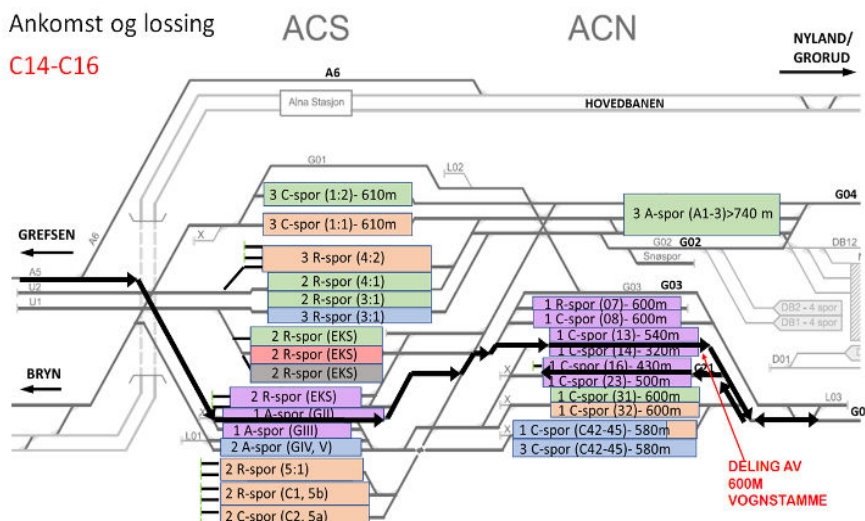 Ankomst og lossing
ACS
ACN
C14-C16
NYLAND/
GRORUD
A6
Alna Stasjon
HOVEDBANEN
G01
L02
3 C-spor (1:2)- 610m
3 A-spor (A1-3)>740 m
G04
A6
X
3 C-spor (1:1)- 610m
GREFSEN
G02
G02
DB12
3 R-spor (4:2)
Snøspor
A5
U2
U1
2 R-spor (4:1)
2 R-spor (3:1)
3 R-spor (3:1)
G03
G03
1 R-spor (07)- 600m
1 C-spor (08)- 600m
DB2 - 4 spor
DB1 - 4 spor
2 R-spor (EKS)
2 R-spor (EKS)
2 R-spor (EKS)
1 C-spor (13)- 540m
1 C-spor (14)- 320m
1 C-spor (16)- 430m
1 C-spor (23)- 500m
X
D01
BRYN
2 R-spor (EKS)
1 A-spor (GII)
1 A-spor (GIII)
2 A-spor (GIV, V)
L01
X
1 C-spor (31)- 600m
1 C-spor (32)- 600m
X
L03
1 C-spor (C42-45)- 580m
3 C-spor (C42-45)- 580m
X
2 R-spor (5:1)
2 R-spor (C1, 5b)
2 C-spor (C2, 5a)
DELING AV
600M
VOGNSTAMME